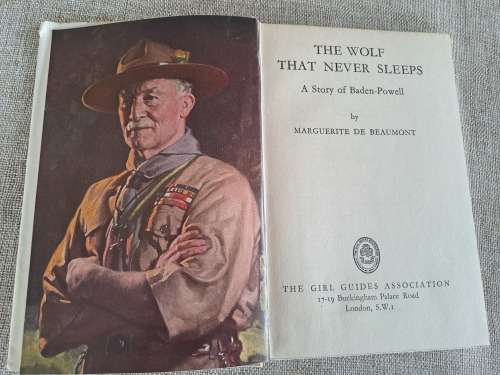 THE WOLF
THAT NEVER SLEEPS
A Story of Baden-Powell
by
MARGUERITE DE BEAUMONT
THE GIRL GUIDES ASSOCIATION
17-19 Buckingham Palace Road
London, S.W.1